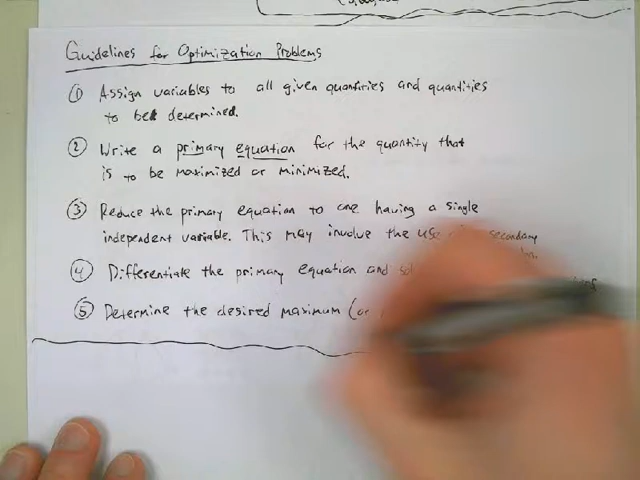 Guidelines for Optimization Problems
① Assign variables to all given quantities and quantities
to be determined.
② Write a primary equation for the quantity that
is to be maximized or minimized.
③ Reduce the primary equation to one having a single
independent variable. This may involve the use secondary
④ Differentiate the primary equation and
⑤ Determine the desired maximum (or